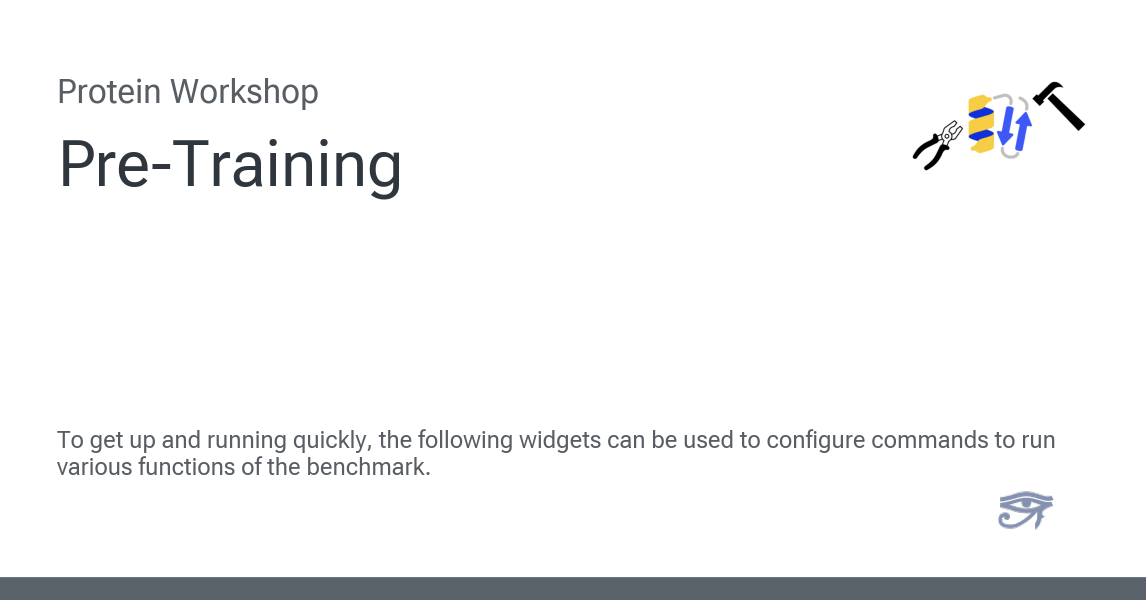 Protein Workshop
Pre-Training
To get up and running quickly, the following widgets can be used to configure commands to run
various functions of the benchmark.